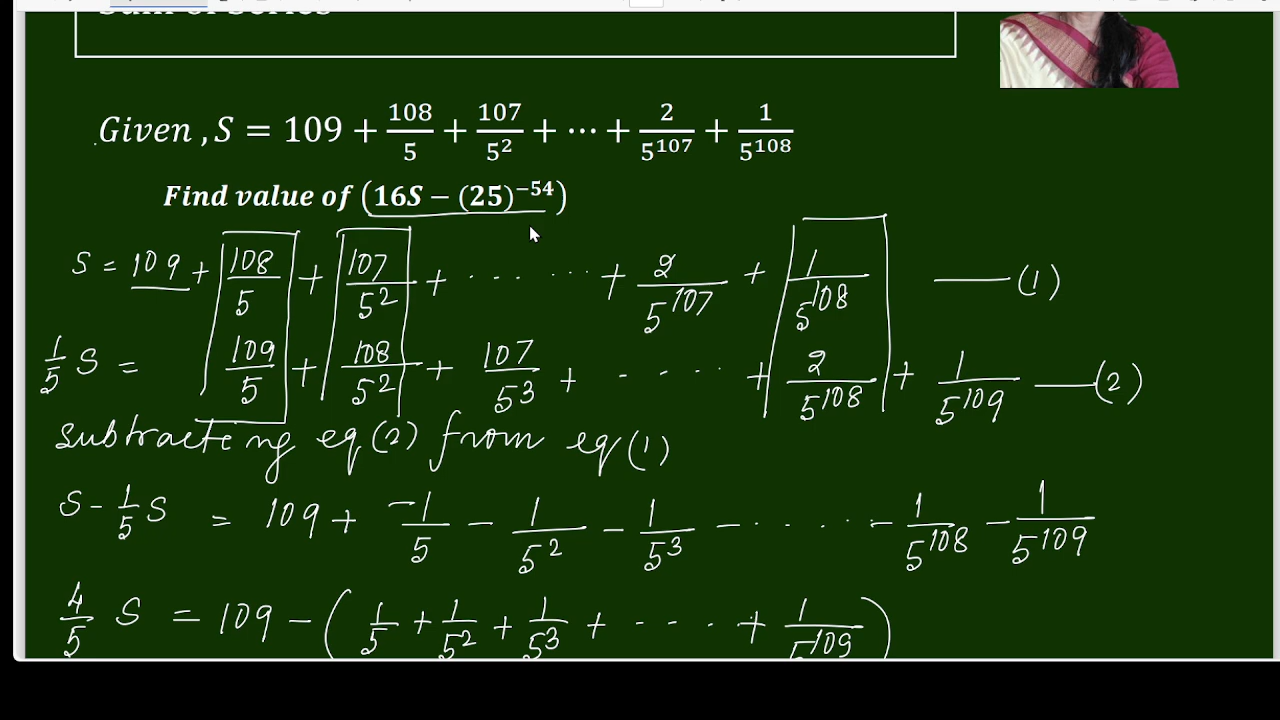 Sum of Series
Given , S = 109 + 108/5 + 107/5² + ⋯ + 2/5¹⁰⁷ + 1/5¹⁰⁸
Find value of (16S − (25)⁻⁵⁴)
S = 109 + 108/5 + 107/5² + ⋯ ⋯ + 2/5¹⁰⁷ + 1/5¹⁰⁸ — (1)
1/5 S = 109/5 + 108/5² + 107/5³ + ⋯ ⋯ + 2/5¹⁰⁸ + 1/5¹⁰⁹ — (2)
subtracting eq(2) from eq(1)
S - 1/5 S = 109 + -1/5 - 1/5² - 1/5³ - ⋯ ⋯ - 1/5¹⁰⁸ - 1/5¹⁰⁹
4/5 S = 109 - (1/5 + 1/5² + 1/5³ + ⋯ ⋯ + 1/5¹⁰⁹)